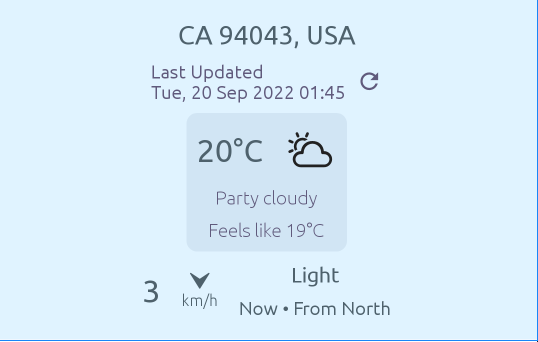 CA 94043, USA
Last Updated
Tue, 20 Sep 2022 01:45
20°C
Party cloudy
Feels like 19°C
3 km/h
Light
Now • From North